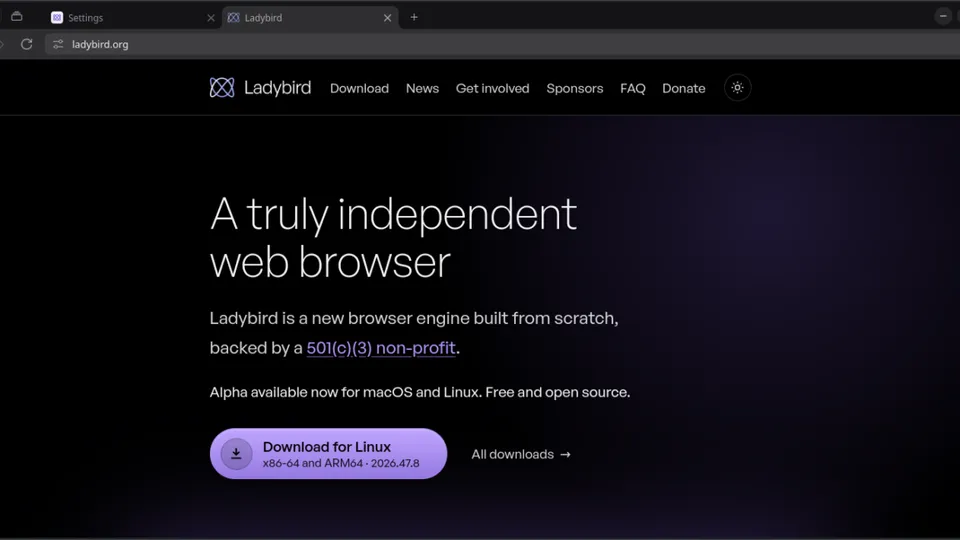 Settings
Ladybird
ladybird.org
Ladybird Download News Get involved Sponsors FAQ Donate
A truly independent
web browser
Ladybird is a new browser engine built from scratch,
backed by a 501(c)(3) non-profit.
Alpha available now for macOS and Linux. Free and open source.
Download for Linux
x86-64 and ARM64 · 2026.47.8
All downloads →